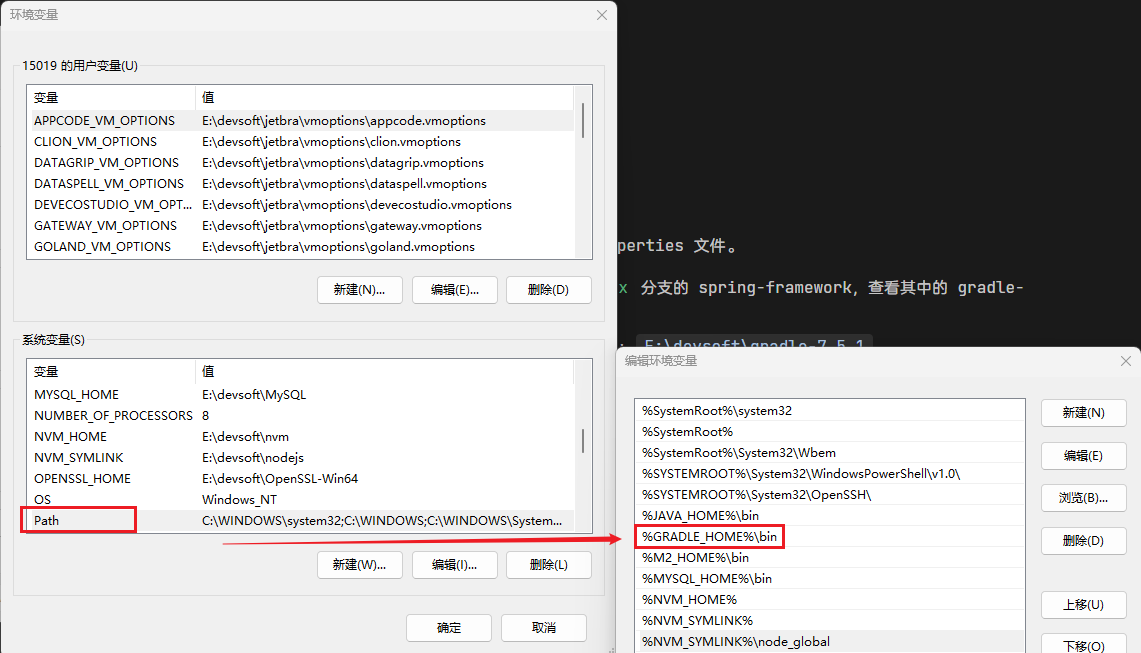 环境变量
15019 的用户变量(U)
变量 值
APPCODE_VM_OPTIONS E:\devsoft\jetbra\vmoptions\appcode.vmoptions
CLION_VM_OPTIONS E:\devsoft\jetbra\vmoptions\clion.vmoptions
DATAGRIP_VM_OPTIONS E:\devsoft\jetbra\vmoptions\datagrip.vmoptions
DATASPELL_VM_OPTIONS E:\devsoft\jetbra\vmoptions\dataspell.vmoptions
DEVECOSTUDIO_VM_OPT... E:\devsoft\jetbra\vmoptions\devecostudio.vmoptions
GATEWAY_VM_OPTIONS E:\devsoft\jetbra\vmoptions\gateway.vmoptions
GOLAND_VM_OPTIONS E:\devsoft\jetbra\vmoptions\goland.vmoptions
新建(N)... 编辑(E)... 删除(D)
系统变量(S)
变量 值
MYSQL_HOME E:\devsoft\MySQL
NUMBER_OF_PROCESSORS 8
NVM_HOME E:\devsoft\nvm
NVM_SYMLINK E:\devsoft\nodejs
OPENSSL_HOME E:\devsoft\OpenSSL-Win64
OS Windows_NT
Path C:\WINDOWS\system32;C:\WINDOWS;C:\WINDOWS\System...
新建(W)... 编辑(I)... 删除(L)
确定 取消
perties 文件。
x 分支的 spring-framework, 查看其中的 gradle-
: E:\devsoft\gradle-7.5.1
编辑环境变量
%SystemRoot%\system32
%SystemRoot%
%SystemRoot%\System32\Wbem
%SYSTEMROOT%\System32\WindowsPowerShell\v1.0\
%SYSTEMROOT%\System32\OpenSSH\
%JAVA_HOME%\bin
%GRADLE_HOME%\bin
%M2_HOME%\bin
%MYSQL_HOME%\bin
%NVM_HOME%
%NVM_SYMLINK%
%NVM_SYMLINK%\node_global
新建(N)
编辑(E)
浏览(B)...
删除(D)
上移(U)
下移(O)